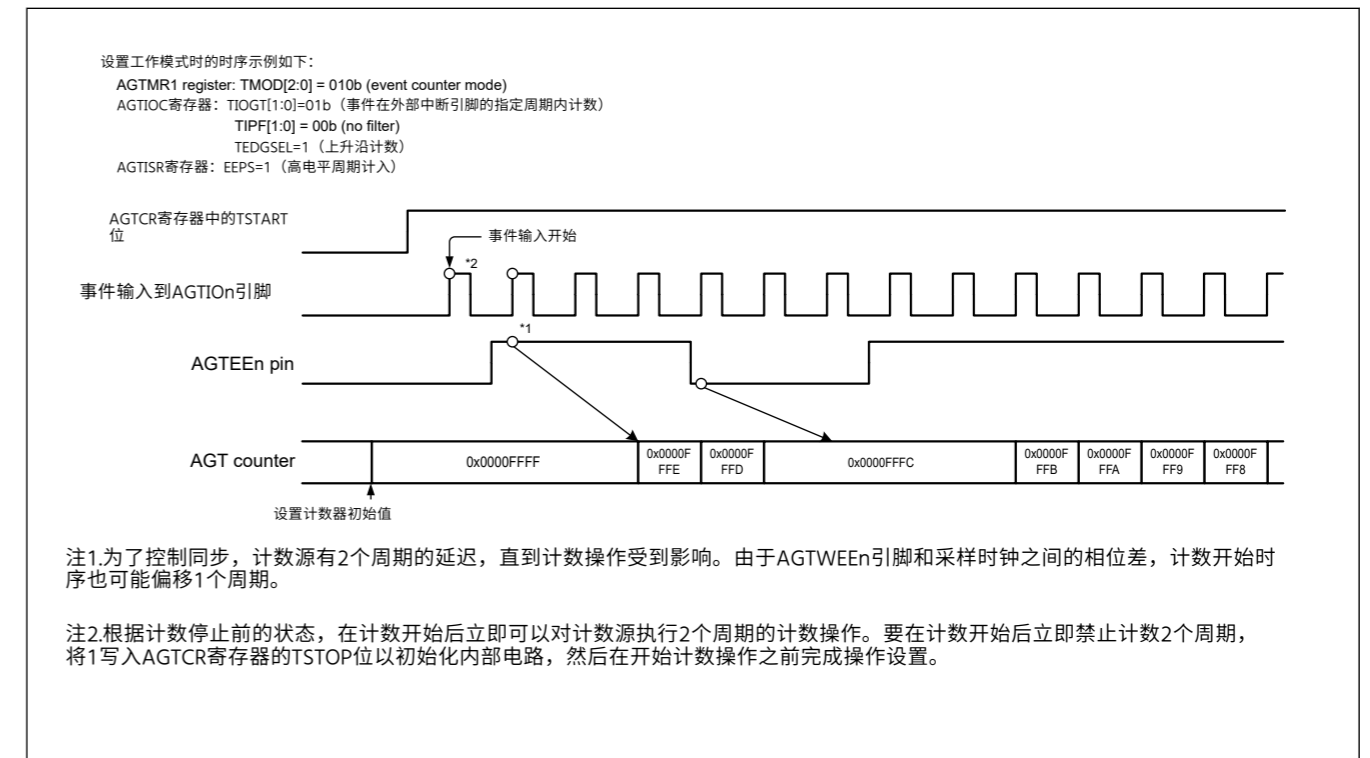 设置工作模式时的时序示例如下：
AGTMR1 register: TMOD[2:0] = 010b (event counter mode)
AGTIOC寄存器：TIOGT[1:0]=01b（事件在外部中断引脚的指定周期内计数）
TIPF[1:0] = 00b (no filter)
TEDGSEL=1（上升沿计数）
AGTISR寄存器：EEPS=1（高电平周期计入）
AGTCR寄存器中的TSTART
位
事件输入开始
*2
事件输入到AGTIOn引脚
*1
AGTEEn pin
AGT counter
0x0000FFFF
0x0000F
FFE
0x0000F
FFD
0x0000FFFC
0x0000F
FFB
0x0000F
FFA
0x0000F
FF9
0x0000F
FF8
设置计数器初始值
注1.为了控制同步，计数源有2个周期的延迟，直到计数操作受到影响。由于AGTWEEn引脚和采样时钟之间的相位差，计数开始时
序也可能偏移1个周期。
注2.根据计数停止前的状态，在计数开始后立即可以对计数源执行2个周期的计数操作。要在计数开始后立即禁止计数2个周期，
将1写入AGTCR寄存器的TSTOP位以初始化内部电路，然后在开始计数操作之前完成操作设置。